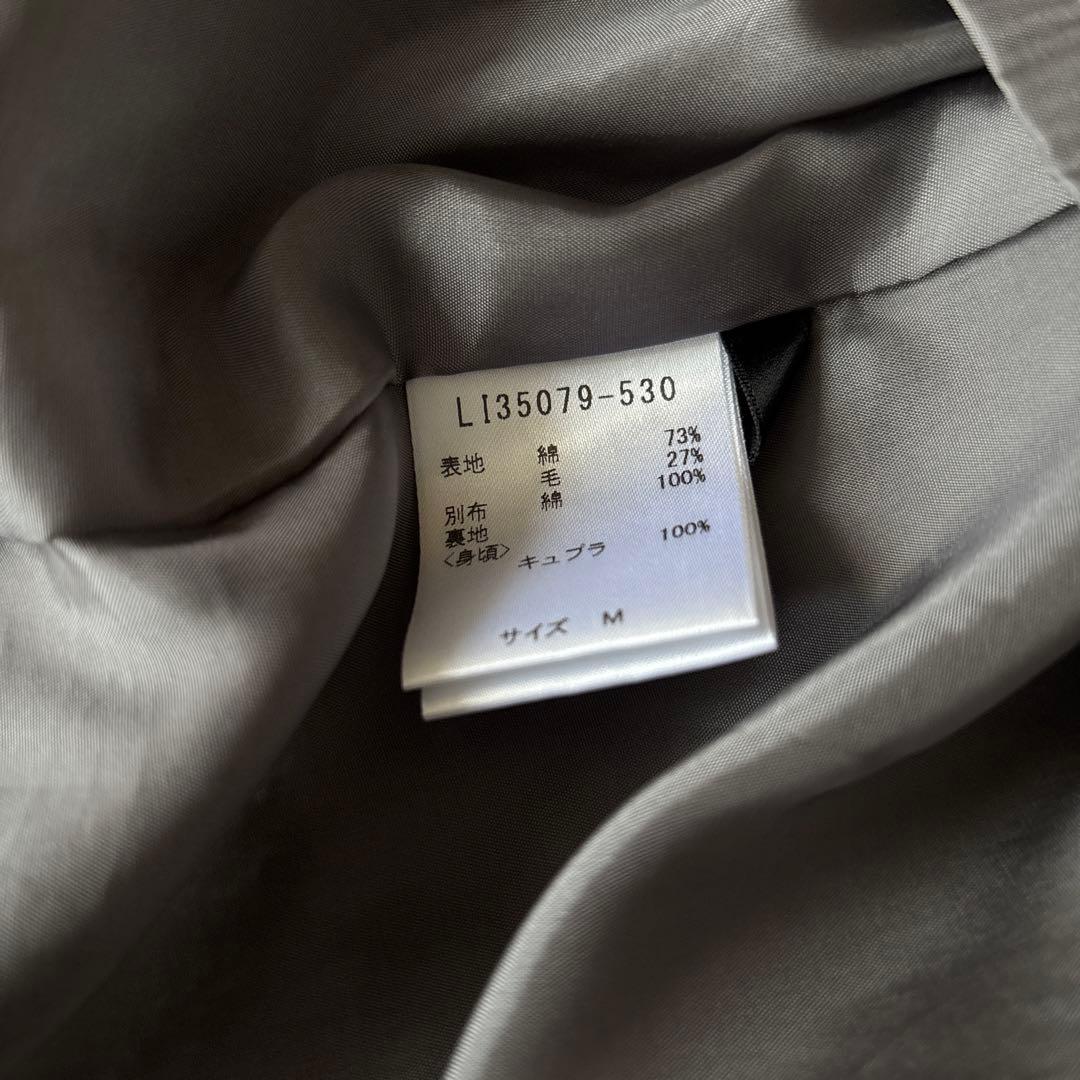 LI35079-530
表地 綿 73%
毛 27%
別布 綿 100%
裏地
<身頃> キュプラ 100%
サイズ M